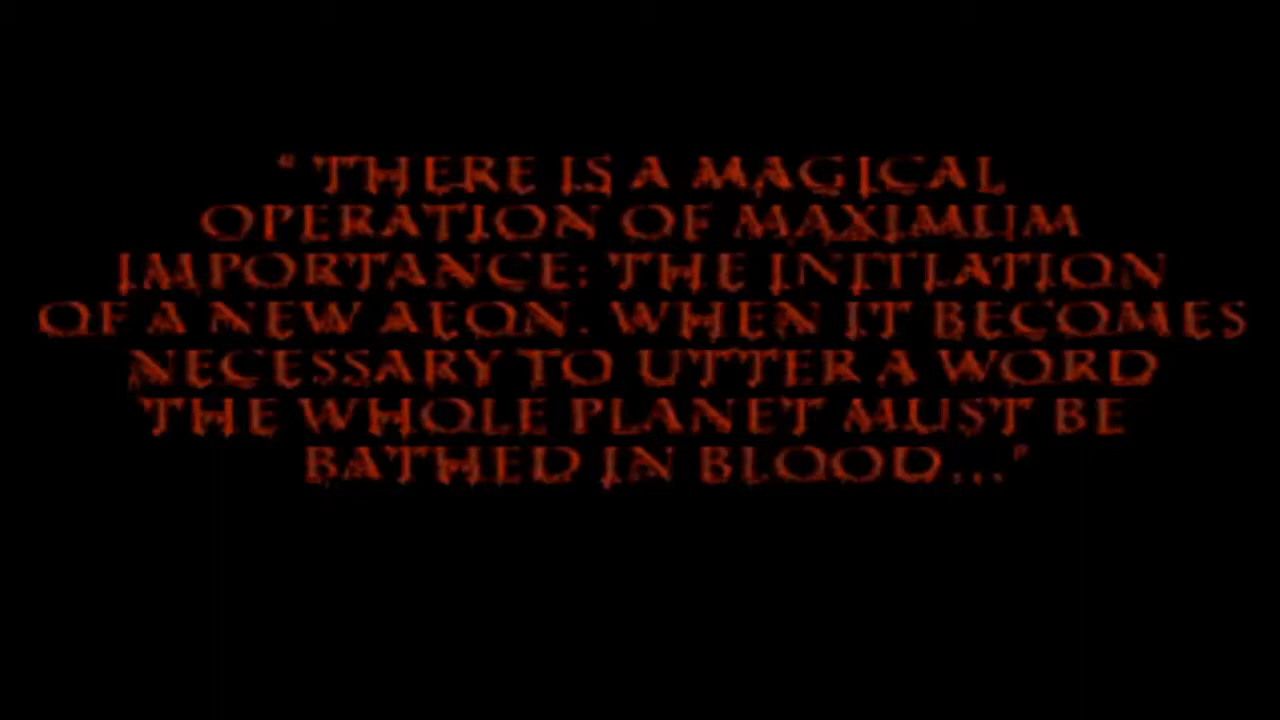 " THERE IS A MAGICAL
OPERATION OF MAXIMUM
IMPORTANCE: THE INITIATION
OF A NEW AEON. WHEN IT BECOMES
NECESSARY TO UTTER A WORD
THE WHOLE PLANET MUST BE
BATHED IN BLOOD..."